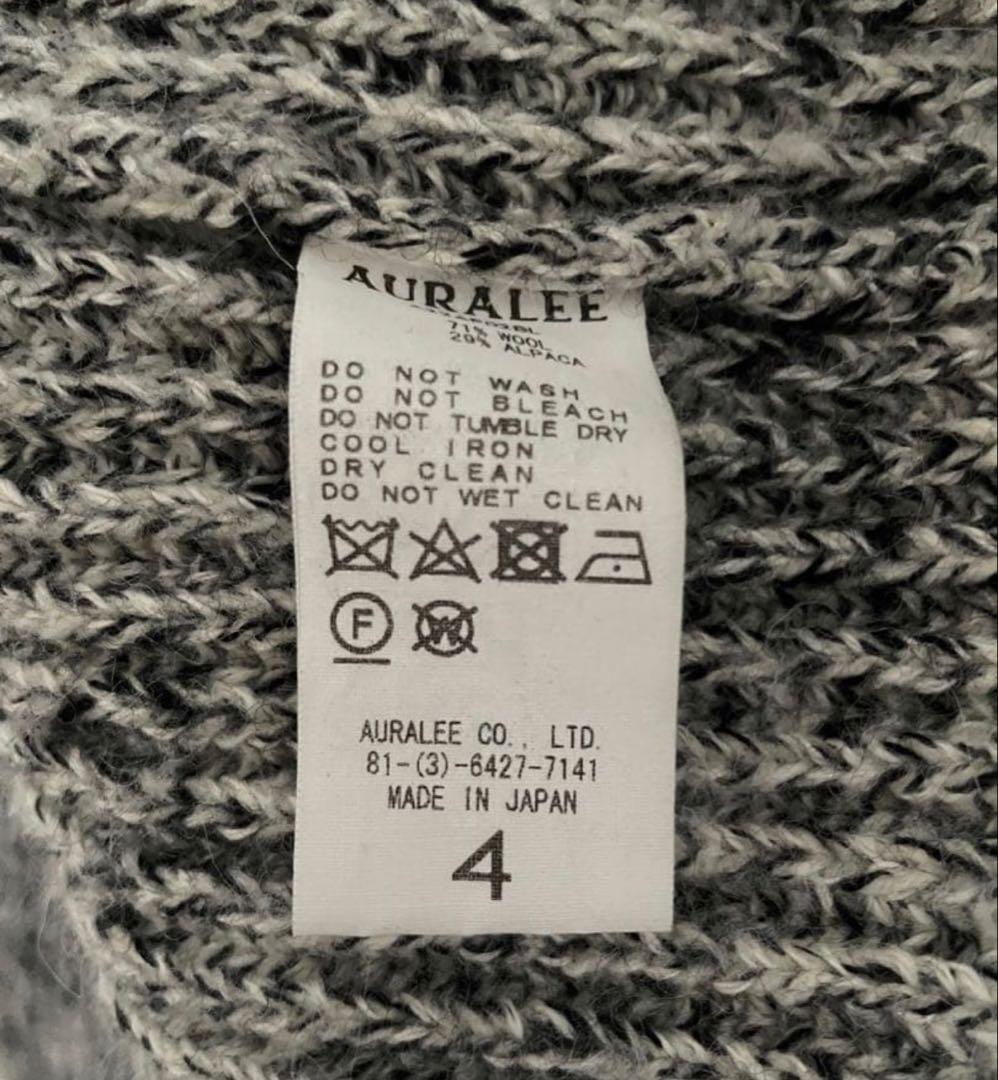 AURALEE
71% WOOL
29% ALPACA
DO NOT WASH
DO NOT BLEACH
DO NOT TUMBLE DRY
COOL IRON
DRY CLEAN
DO NOT WET CLEAN
F W
AURALEE CO., LTD.
81-(3)-6427-7141
MADE IN JAPAN
4